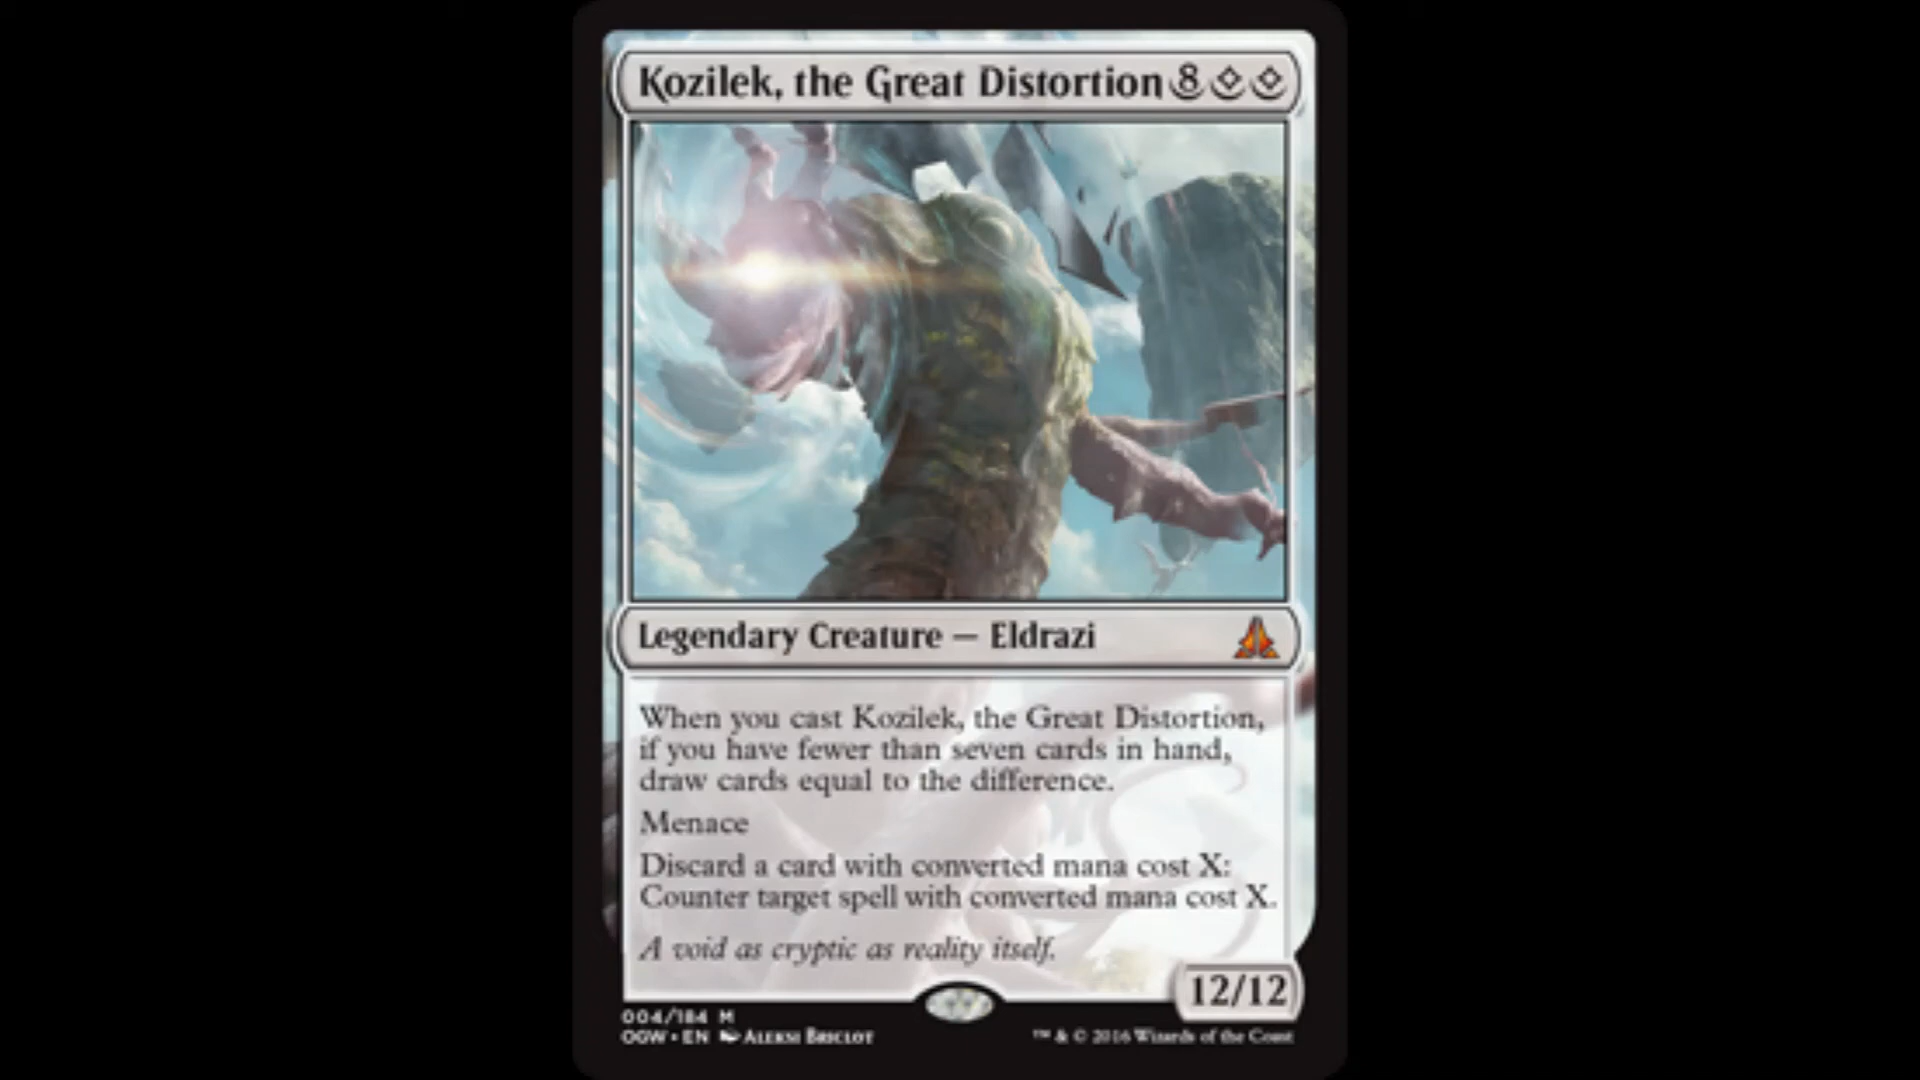 Kozilek, the Great Distortion 8
Legendary Creature — Eldrazi
When you cast Kozilek, the Great Distortion,
if you have fewer than seven cards in hand,
draw cards equal to the difference.
Menace
Discard a card with converted mana cost X:
Counter target spell with converted mana cost X.
A void as cryptic as reality itself.
12/12
004/184 M
OGW • EN Aleksi Briclot
™ & © 2016 Wizards of the Coast